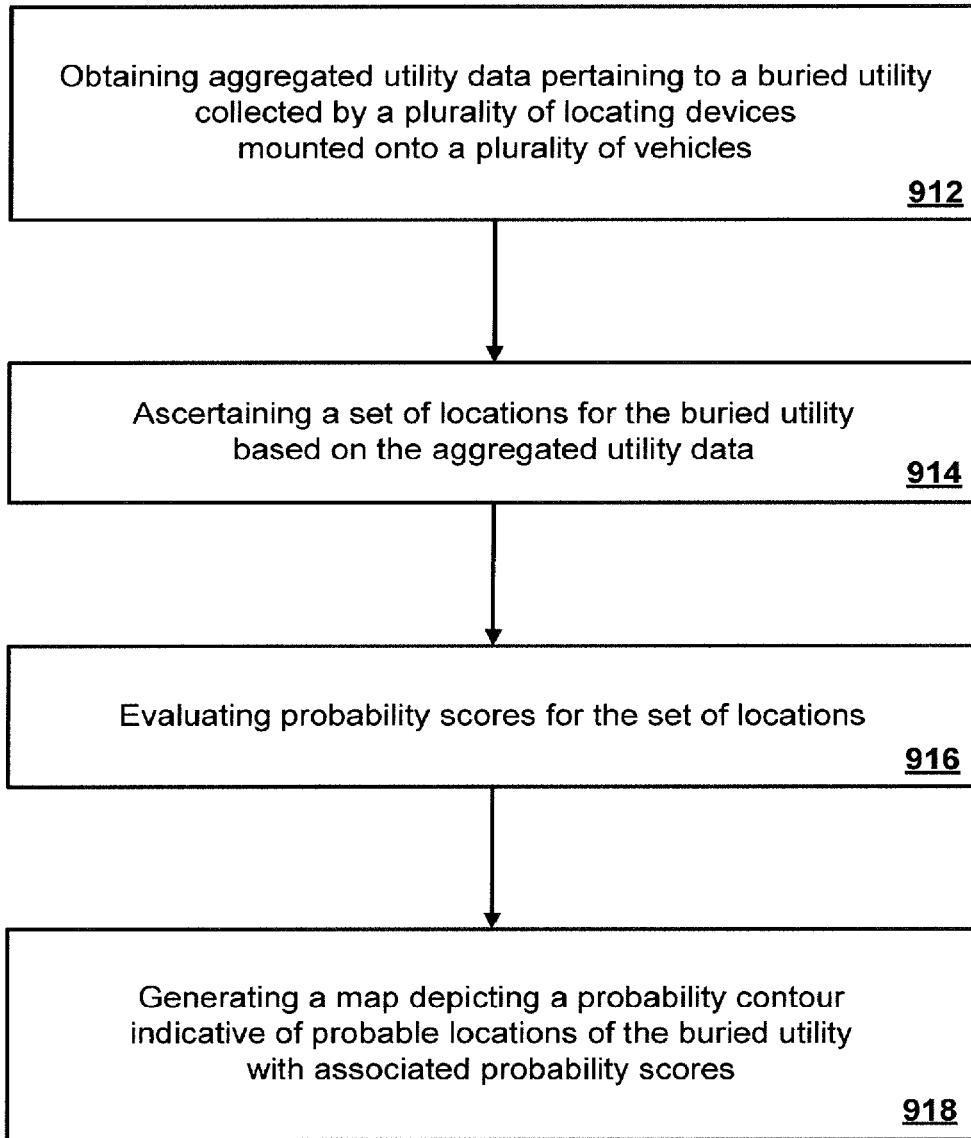 Obtaining aggregated utility data pertaining to a buried utility
collected by a plurality of locating devices
mounted onto a plurality of vehicles
912
Ascertaining a set of locations for the buried utility
based on the aggregated utility data
914
Evaluating probability scores for the set of locations
916
Generating a map depicting a probability contour
indicative of probable locations of the buried utility
with associated probability scores
918